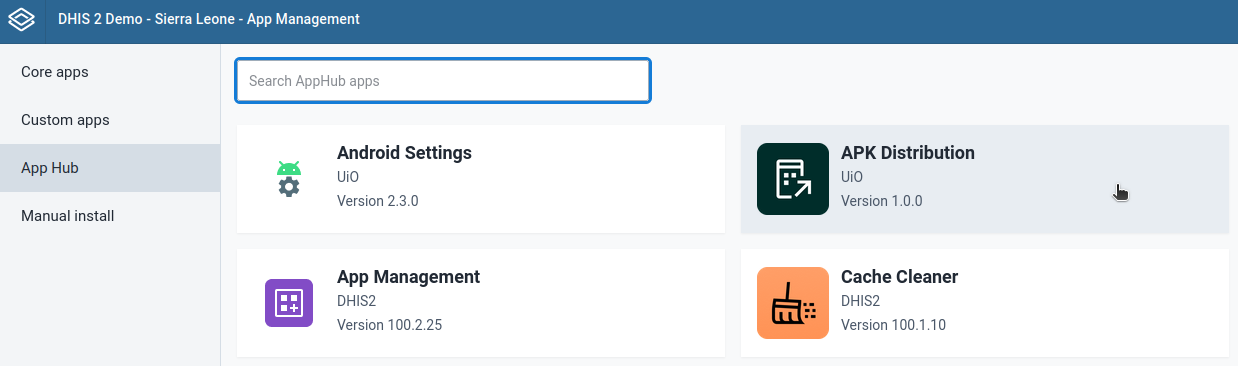 DHIS 2 Demo - Sierra Leone - App Management
Core apps
Custom apps
App Hub
Manual install
Search AppHub apps
Android Settings
UiO
Version 2.3.0
APK Distribution
UiO
Version 1.0.0
App Management
DHIS2
Version 100.2.25
Cache Cleaner
DHIS2
Version 100.1.10